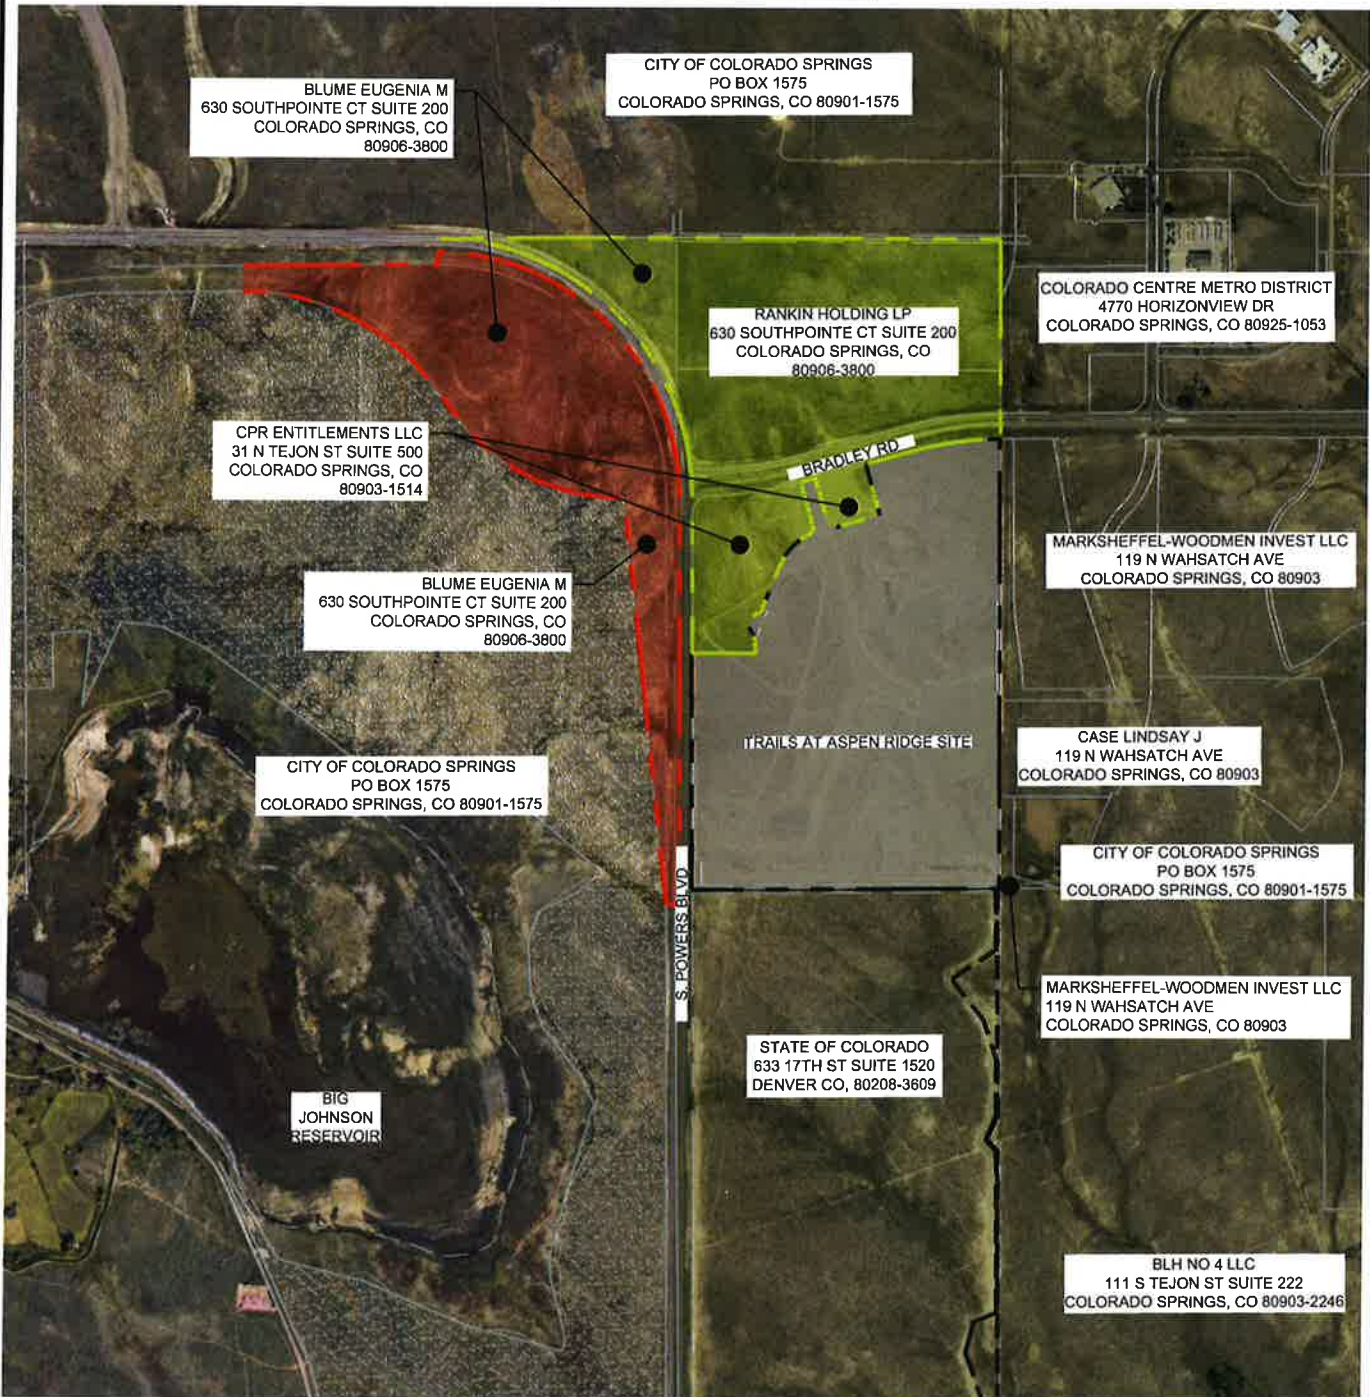 CITY OF COLORADO SPRINGS
PO BOX 1575
COLORADO SPRINGS, CO 80901-1575
BLUME EUGENIA M
630 SOUTHPOINTE CT SUITE 200
COLORADO SPRINGS, CO
80906-3800
COLORADO CENTRE METRO DISTRICT
4770 HORIZONVIEW DR
COLORADO SPRINGS, CO 80925-1053
RANKIN HOLDING LP
630 SOUTHPOINTE CT SUITE 200
COLORADO SPRINGS, CO
80906-3800
CPR ENTITLEMENTS LLC
31 N TEJON ST SUITE 500
COLORADO SPRINGS, CO
80903-1514
BRADLEY RD
MARKSHEFFEL-WOODMEN INVEST LLC
119 N WAHSATCH AVE
COLORADO SPRINGS, CO 80903
BLUME EUGENIA M
630 SOUTHPOINTE CT SUITE 200
COLORADO SPRINGS, CO
80906-3800
TRAILS AT ASPEN RIDGE SITE
CASE LINDSAY J
119 N WAHSATCH AVE
COLORADO SPRINGS, CO 80903
CITY OF COLORADO SPRINGS
PO BOX 1575
COLORADO SPRINGS, CO 80901-1575
CITY OF COLORADO SPRINGS
PO BOX 1575
COLORADO SPRINGS, CO 80901-1575
S. POWERS BLVD
MARKSHEFFEL-WOODMEN INVEST LLC
119 N WAHSATCH AVE
COLORADO SPRINGS, CO 80903
STATE OF COLORADO
633 17TH ST SUITE 1520
DENVER CO, 80208-3609
BIG
JOHNSON
RESERVOIR
BLH NO 4 LLC
111 S TEJON ST SUITE 222
COLORADO SPRINGS, CO 80903-2246